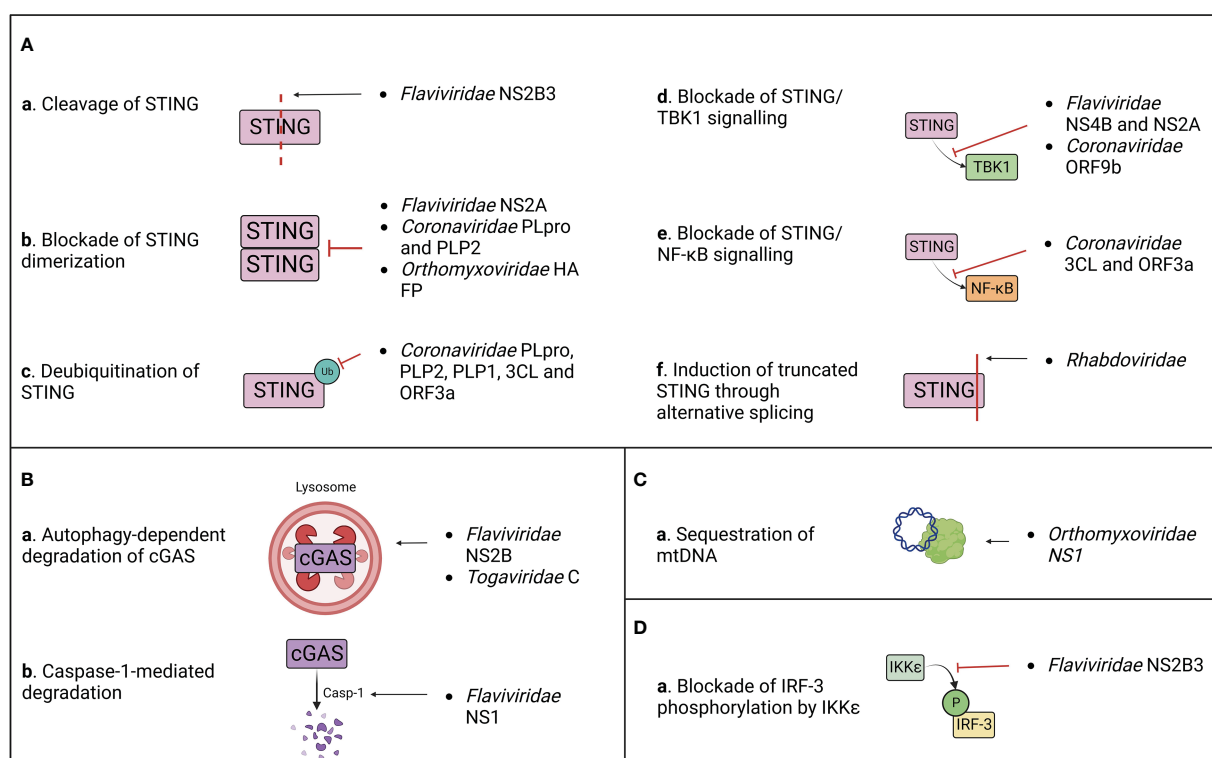 A
a. Cleavage of STING
STING
• Flaviviridae NS2B3
b. Blockade of STING
dimerization
STING
STING
• Flaviviridae NS2A
• Coronaviridae PLpro
and PLP2
• Orthomyxoviridae HA
FP
c. Deubiquitination of
STING
STING
Ub
• Coronaviridae PLpro,
PLP2, PLP1, 3CL and
ORF3a
d. Blockade of STING/
TBK1 signalling
STING
TBK1
• Flaviviridae
NS4B and NS2A
• Coronaviridae
ORF9b
e. Blockade of STING/
NF-κB signalling
STING
NF-κB
• Coronaviridae
3CL and ORF3a
f. Induction of truncated
STING through
alternative splicing
STING
• Rhabdoviridae
B
Lysosome
a. Autophagy-dependent
degradation of cGAS
cGAS
• Flaviviridae
NS2B
• Togaviridae C
b. Caspase-1-mediated
degradation
cGAS
Casp-1
• Flaviviridae
NS1
C
a. Sequestration of
mtDNA
• Orthomyxoviridae
NS1
D
a. Blockade of IRF-3
phosphorylation by IKKε
IKKε
P
IRF-3
• Flaviviridae NS2B3